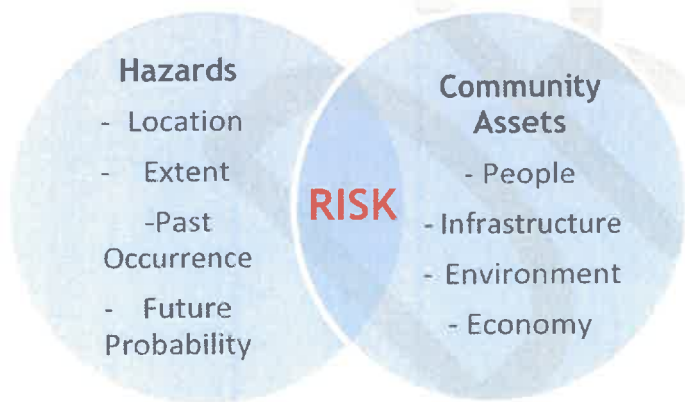 Hazards
- Location
- Extent
-Past
Occurrence
- Future
Probability
RISK
Community
Assets
- People
- Infrastructure
- Environment
- Economy